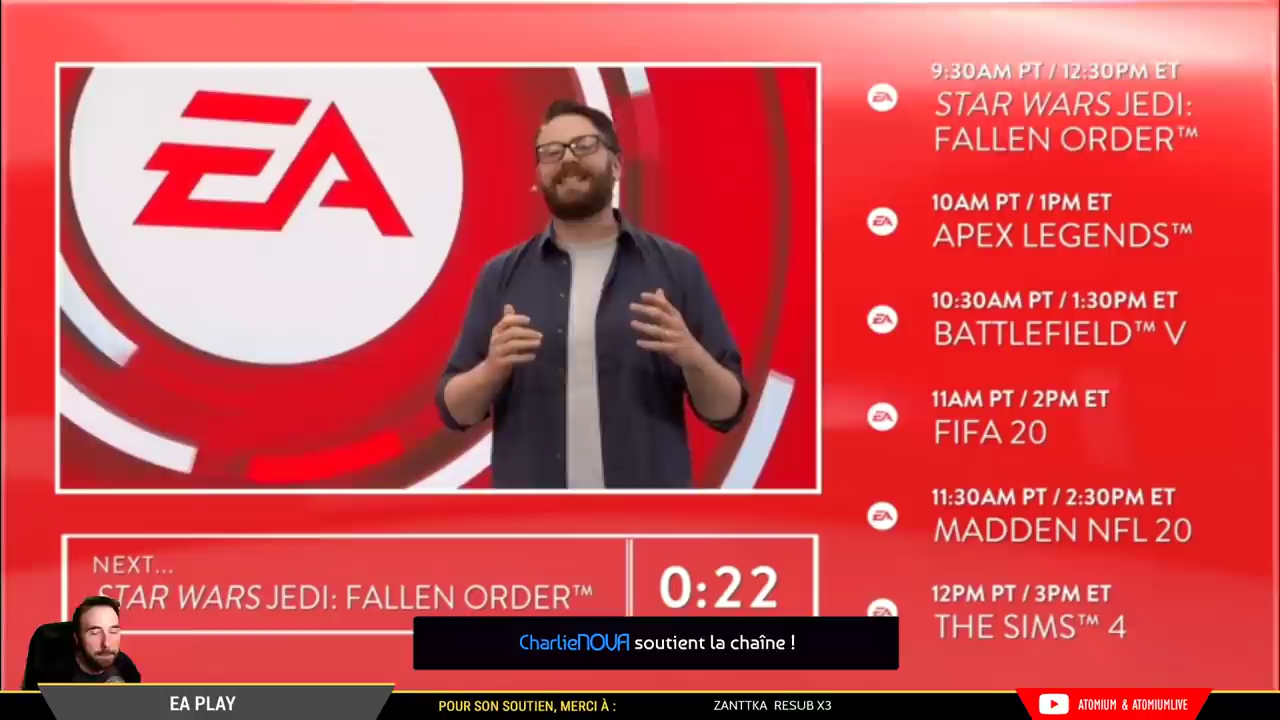 EA
9:30AM PT / 12:30PM ET
STAR WARS JEDI:
FALLEN ORDER™
10AM PT / 1PM ET
APEX LEGENDS™
10:30AM PT / 1:30PM ET
BATTLEFIELD™ V
11AM PT / 2PM ET
FIFA 20
11:30AM PT / 2:30PM ET
MADDEN NFL 20
12PM PT / 3PM ET
THE SIMS™ 4
NEXT...
STAR WARS JEDI: FALLEN ORDER™
0:22
CharlieNOVA soutient la chaîne !
EA PLAY
POUR SON SOUTIEN, MERCI À :
ZANTTKA RESUB X3
ATOMIUM & ATOMIUMLIVE